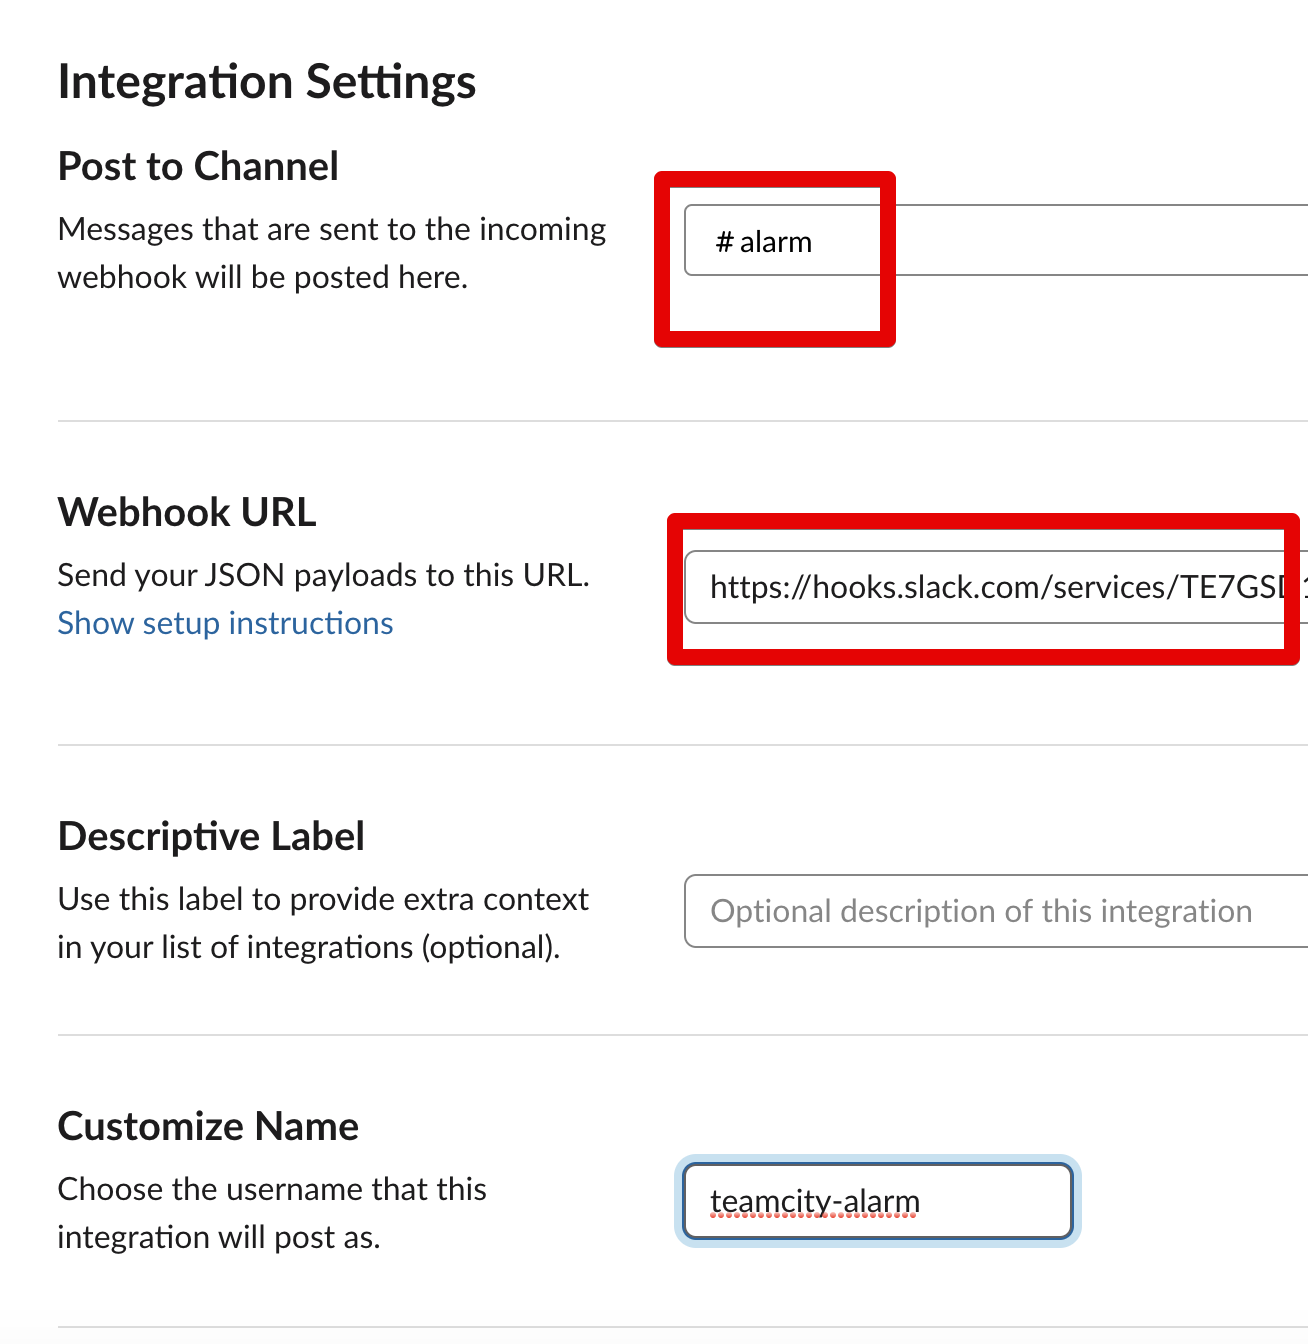 Integration Settings
Post to Channel
Messages that are sent to the incoming
webhook will be posted here.
# alarm
Webhook URL
Send your JSON payloads to this URL.
Show setup instructions
https://hooks.slack.com/services/TE7GSD1
Descriptive Label
Use this label to provide extra context
in your list of integrations (optional).
Optional description of this integration
Customize Name
Choose the username that this
integration will post as.
teamcity-alarm